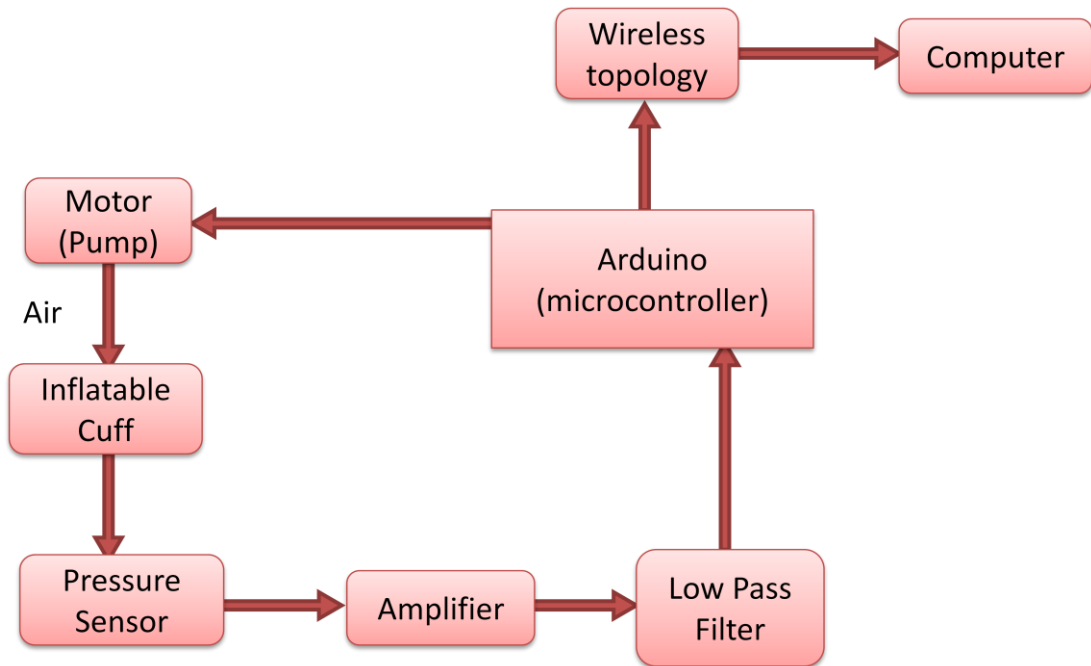 Wireless
topology
Computer
Motor
(Pump)
Arduino
(microcontroller)
Air
Inflatable
Cuff
Pressure
Sensor
Amplifier
Low Pass
Filter